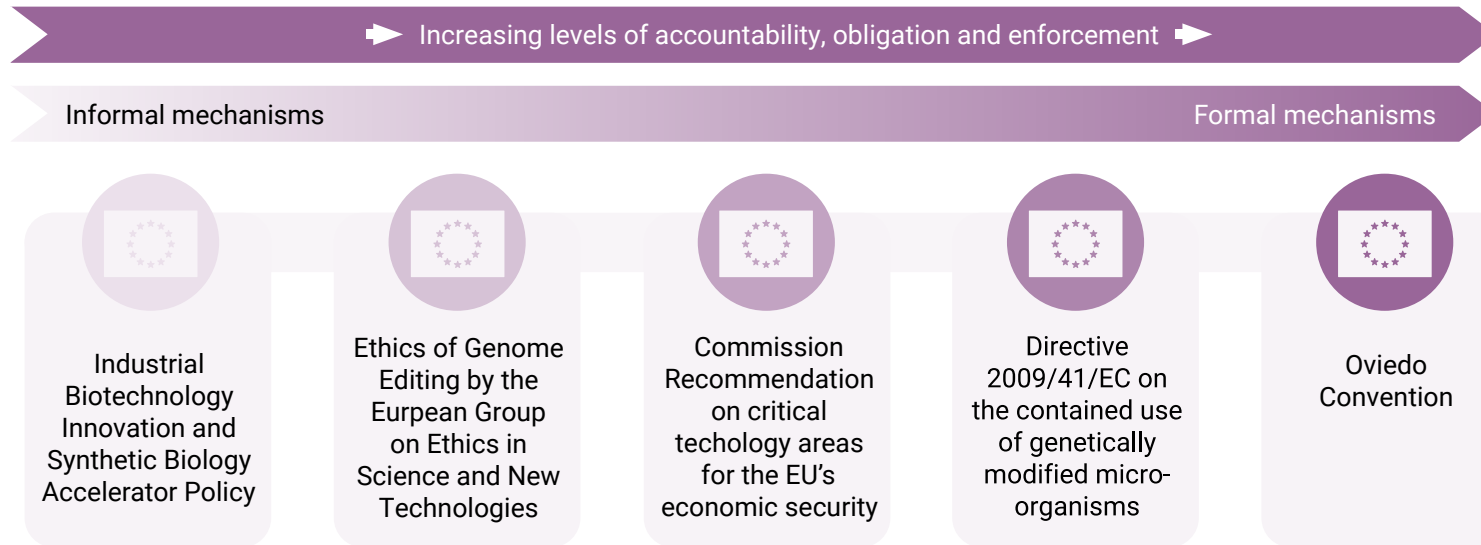 Increasing levels of accountability, obligation and enforcement
Informal mechanisms
Formal mechanisms
Industrial
Biotechnology
Innovation and
Synthetic Biology
Accelerator Policy
Ethics of Genome
Editing by the
Eurpean Group
on Ethics in
Science and New
Technologies
Commission
Recommendation
on critical
techology areas
for the EU’s
economic security
Directive
2009/41/EC on
the contained use
of genetically
modified micro-
organisms
Oviedo
Convention